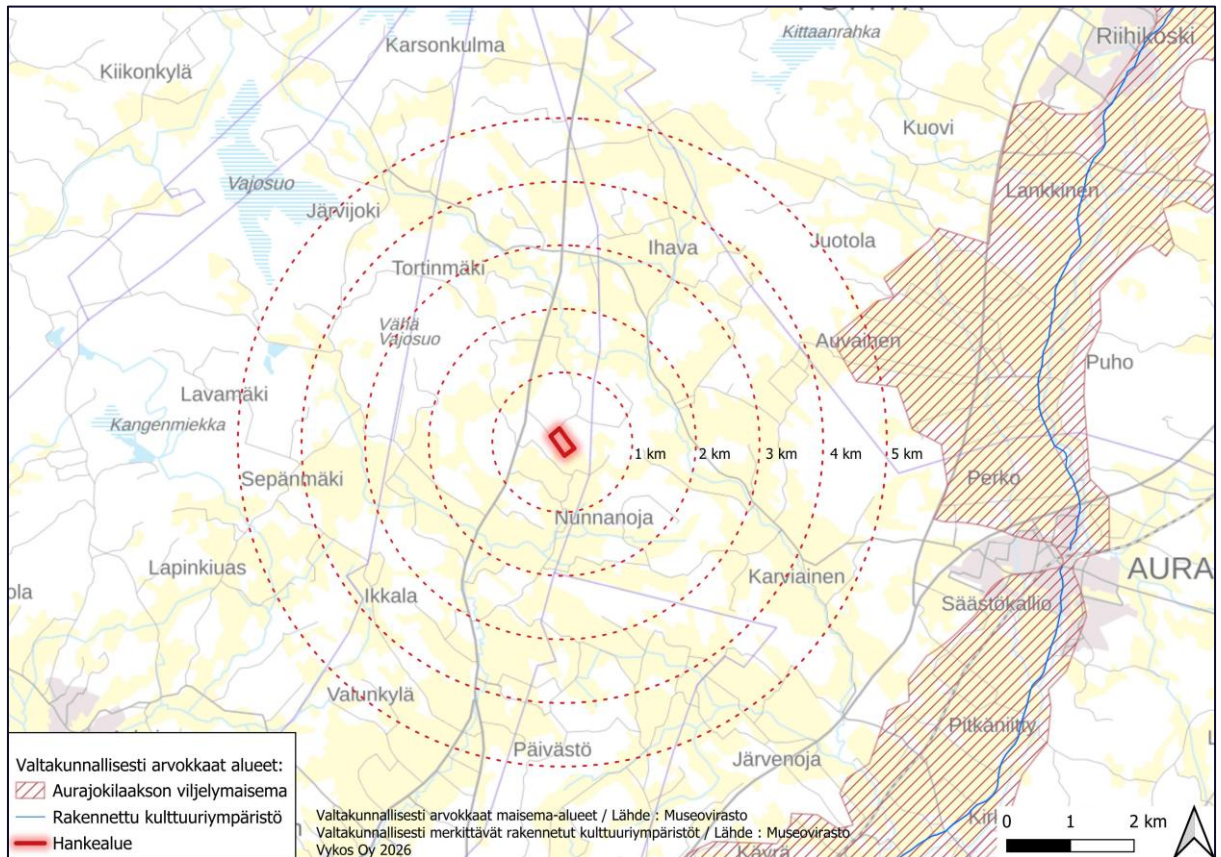 Kittaanrahka
Riihikoski
Karsonkulma
Kiikonkylä
Kuovi
Vajosuo
Lankkinen
Järvijoki
Ihava
Juotola
Tortinmäki
Vähä
Vajosuo
Auvainen
Puho
Lavamäki
Kangenmiekka
1 km
2 km
3 km
4 km
5 km
Sepänmäki
Perko
Nunnanoja
Lapinkiuas
Karviainen
AURA
Ikkala
Säästökallio
Valunkylä
Pitkäniitty
Päivästö
Järvenoja
Valtakunnallisesti arvokkaat alueet:
Aurajokilaakson viljelymaisema
Rakennettu kulttuuriympäristö
Hankealue
Valtakunnallisesti arvokkaat maisema-alueet / Lähde : Museovirasto
Valtakunnallisesti merkittävät rakennetut kulttuuriympäristöt / Lähde : Museovirasto
Vykos Oy 2026
0 1 2 km
Käyrä